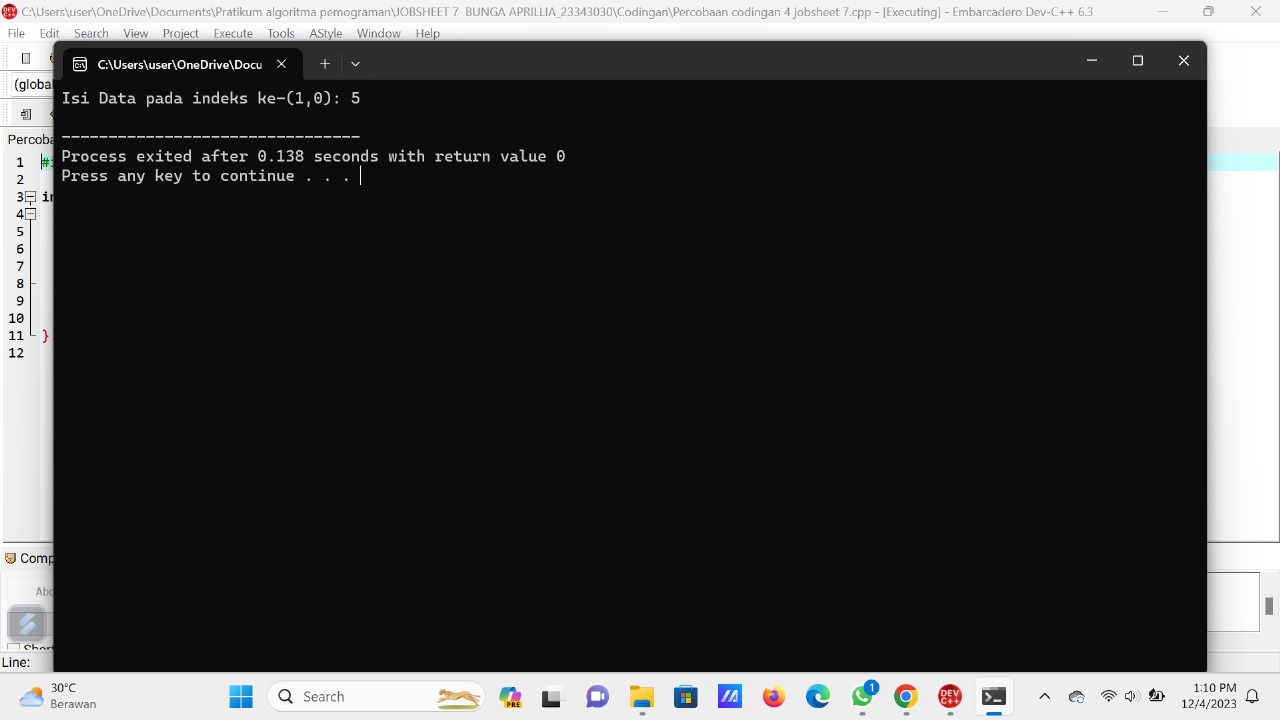 C:\Users\user\OneDrive\Documents\Pratikum algoritma pemograman\JOBSHEET 7 BUNGA APRILLIA_23343030\Codingan\Percobaan codingan 4 jobsheet 7.cpp - [Executing] - Embarcadero Dev-C++ 6.3
File Edit Search View Project Execute Tools AStyle Window Help
C:\Users\user\OneDrive\Docu
(global
Isi Data pada indeks ke-(1,0): 5
--------------------------------
Process exited after 0.138 seconds with return value 0
Press any key to continue . . .
Percoba
1 #i
2
3 in
4
5
6
7
8
9
10
11 }
12
Comp
Abo
Short
Line:
30°C
Berawan
Search
PRE
1
DEV C++
1:10 PM
12/4/2023